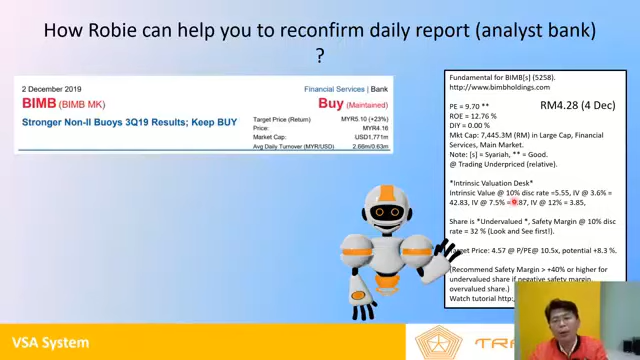 How Robie can help you to reconfirm daily report (analyst bank)
?
2 December 2019
Financial Services | Bank
BIMB (BIMB MK)
Buy (Maintained)
Stronger Non-II Buoys 3Q19 Results; Keep BUY
Target Price (Return) MYR5.10 (+23%)
Price: MYR4.16
Market Cap: USD1,771m
Avg Daily Turnover (MYR/USD) 2.66m/0.63m
Fundamental for BIMB[s] (5258).
http://www.bimbholdings.com
PE = 9.70 **
RM4.28 (4 Dec)
ROE = 12.76 %
DIY = 0.00 %
Mkt Cap: 7,445.3M (RM) in Large Cap, Financial
Services, Main Market.
Note: [s] = Syariah, ** = Good.
@ Trading Underpriced (relative).
*Intrinsic Valuation Desk*
Intrinsic Value @ 10% disc rate =5.55, IV @ 3.6% =
42.83, IV @ 7.5% = .87, IV @ 12% = 3.85,
Share is *Undervalued *, Safety Margin @ 10% disc
rate = 32 % (Look and See first!).
Target Price: 4.57 @ P/PE@ 10.5x, potential +8.3 %.
(Recommend Safety Margin > +40% or higher for
undervalued share if negative safety margin,
overvalued share.)
Watch tutorial
VSA System